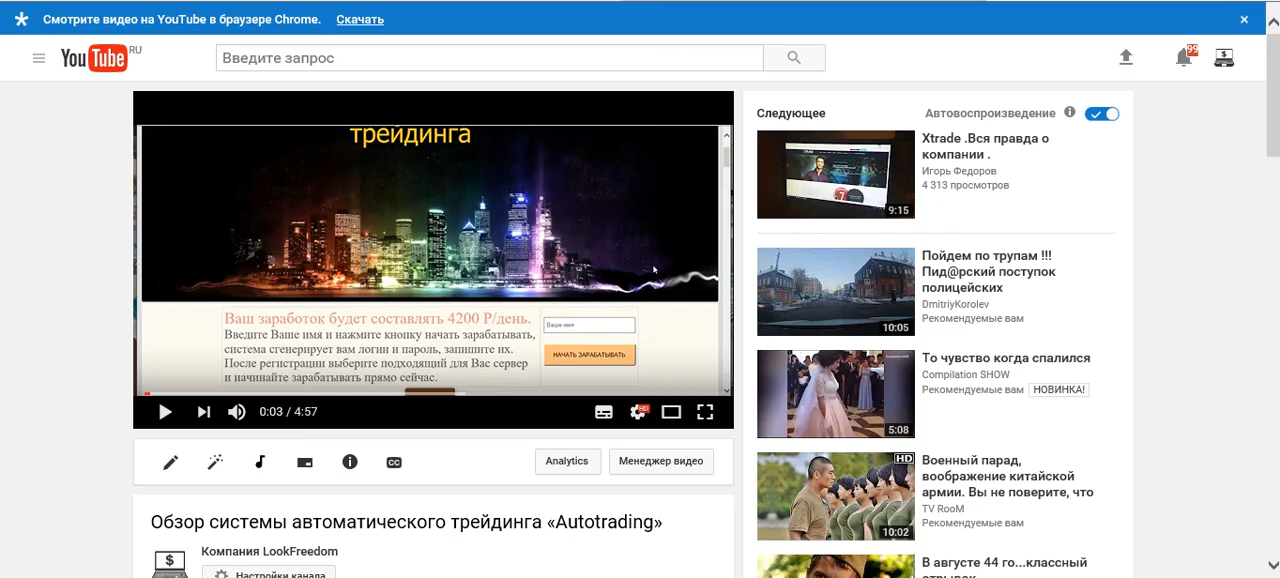 Смотрите видео на YouTube в браузере Chrome. Скачать
You Tube RU
Введите запрос
99
трейдинга
Ваш заработок будет составлять 4200 Р/день.
Введите Ваше имя и нажмите кнопку начать зарабатывать,
система сгенерирует вам логин и пароль, запишите их.
После регистрации выберите подходящий для Вас сервер
и начинайте зарабатывать прямо сейчас.
Ваше имя
НАЧАТЬ ЗАРАБАТЫВАТЬ
0:03 / 4:57
HD
CC
Analytics
Менеджер видео
Обзор системы автоматического трейдинга «Autotrading»
Компания LookFreedom
Настройки канала
Следующее
Автовоспроизведение
Xtrade .Вся правда о
компании .
Игорь Федоров
4 313 просмотров
9:15
Пойдем по трупам !!!
Пид@рский поступок
полицейских
DmitriyKorolev
Рекомендуемые вам
10:05
То чувство когда спалился
Compilation SHOW
Рекомендуемые вам НОВИНКА!
5:08
Военный парад,
воображение китайской
армии. Вы не поверите, что
TV RooM
Рекомендуемые вам
HD
10:02
В августе 44 го...классный
отрывок